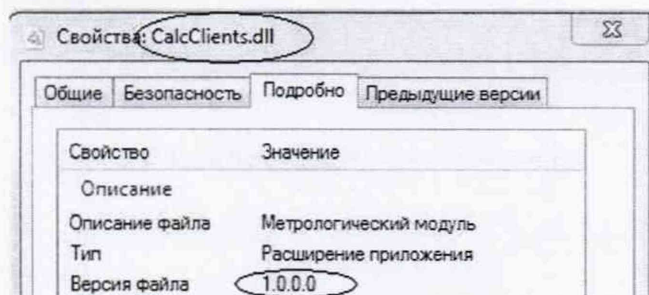 Свойства: CalcClients.dll
Общие Безопасность Подробно Предыдущие версии
Свойство Значение
Описание
Описание файла Метрологический модуль
Тип Расширение приложения
Версия файла 1.0.0.0